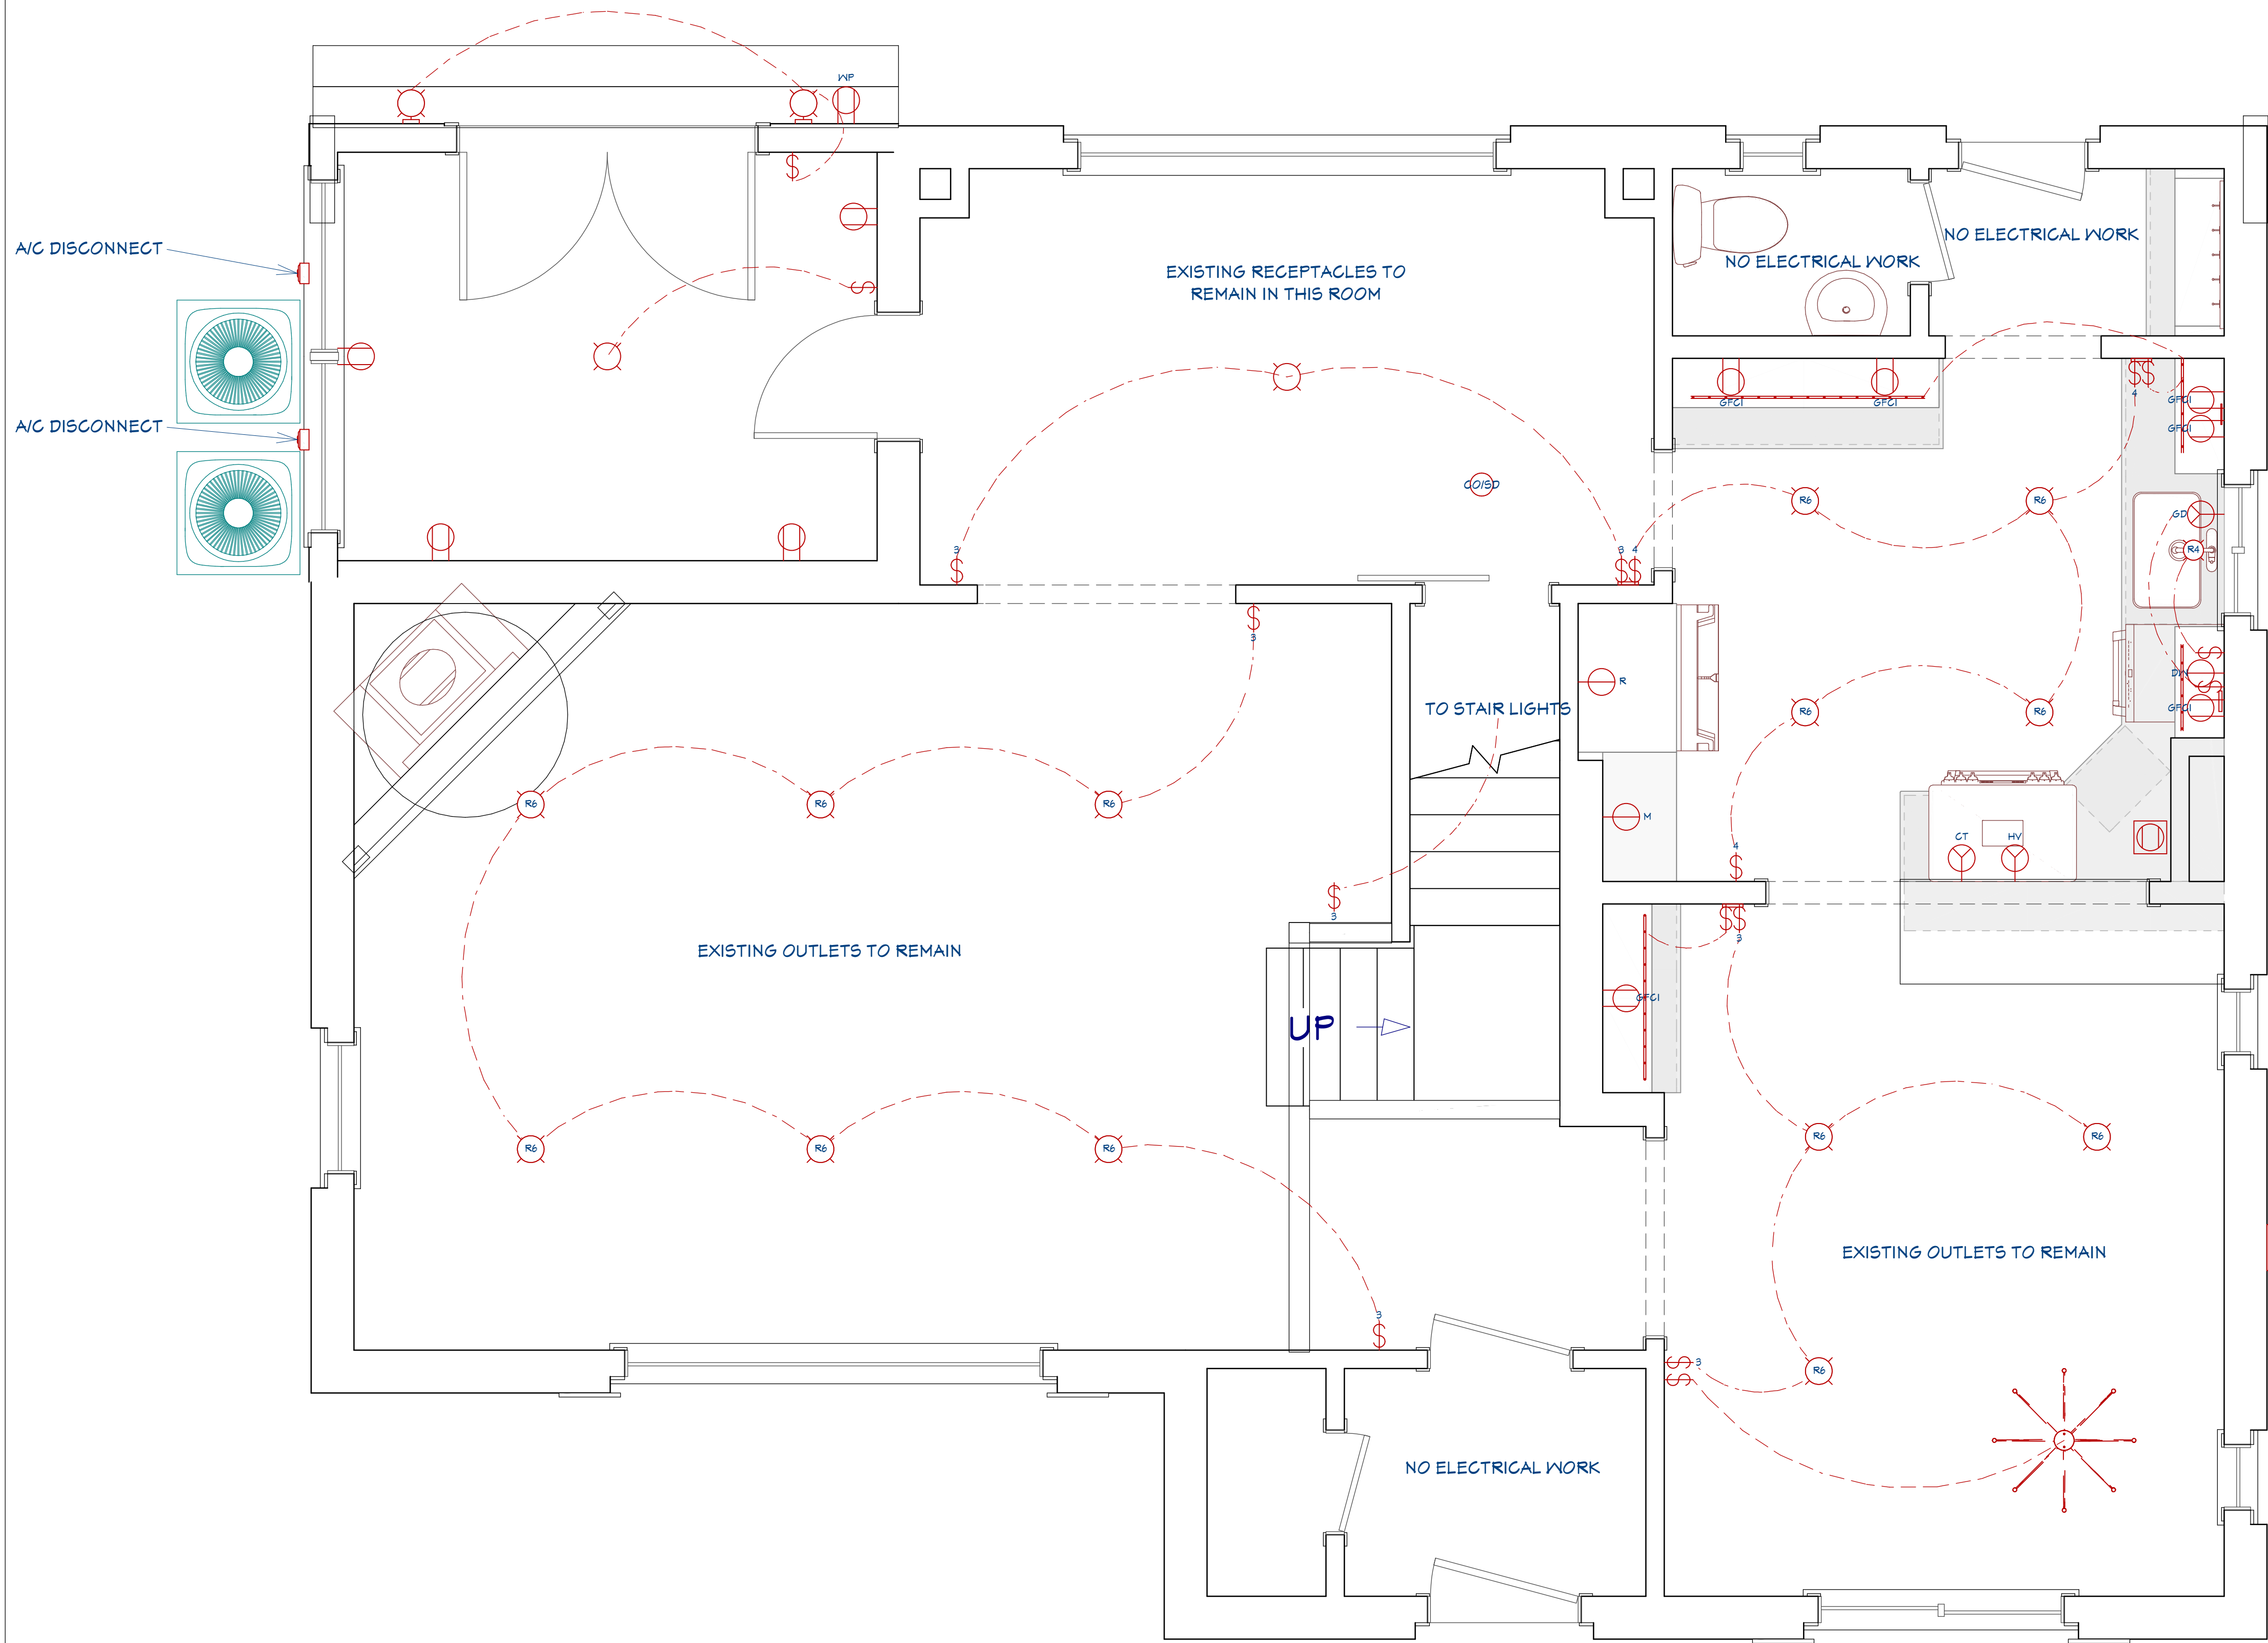 WP
A/C DISCONNECT
A/C DISCONNECT
EXISTING RECEPTACLES TO
REMAIN IN THIS ROOM
NO ELECTRICAL WORK
NO ELECTRICAL WORK
GFCI
GFCI
4
GFCI
GFCI
CO/SD
R6
R6
GD
R4
3
3
4
3
R
DW
GFCI
TO STAIR LIGHTS
R6
R6
M
R6
R6
R6
CT
HV
4
3
3
EXISTING OUTLETS TO REMAIN
GFCI
UP
R6
R6
R6
R6
R6
EXISTING OUTLETS TO REMAIN
3
3
R6
NO ELECTRICAL WORK